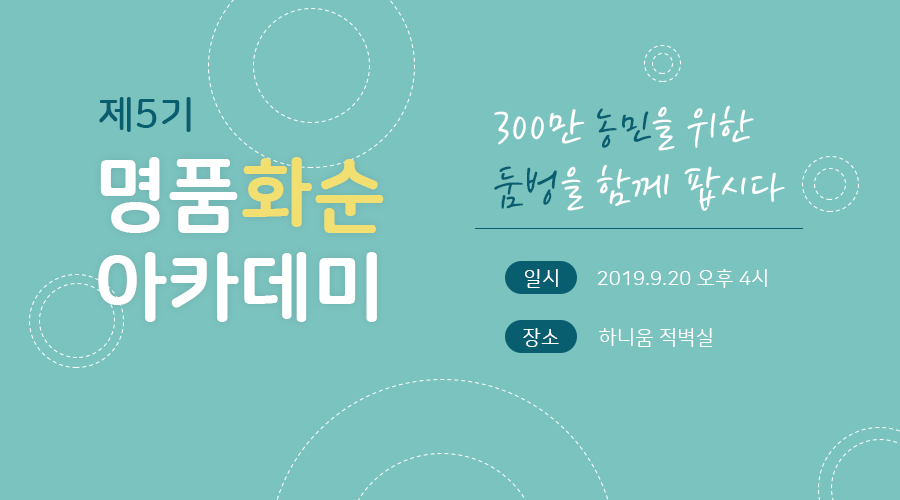 제5기
명품화순
아카데미
300만 농민을 위한
둠벙을 함께 팝시다
일시 2019.9.20 오후 4시
장소 하니움 적벽실